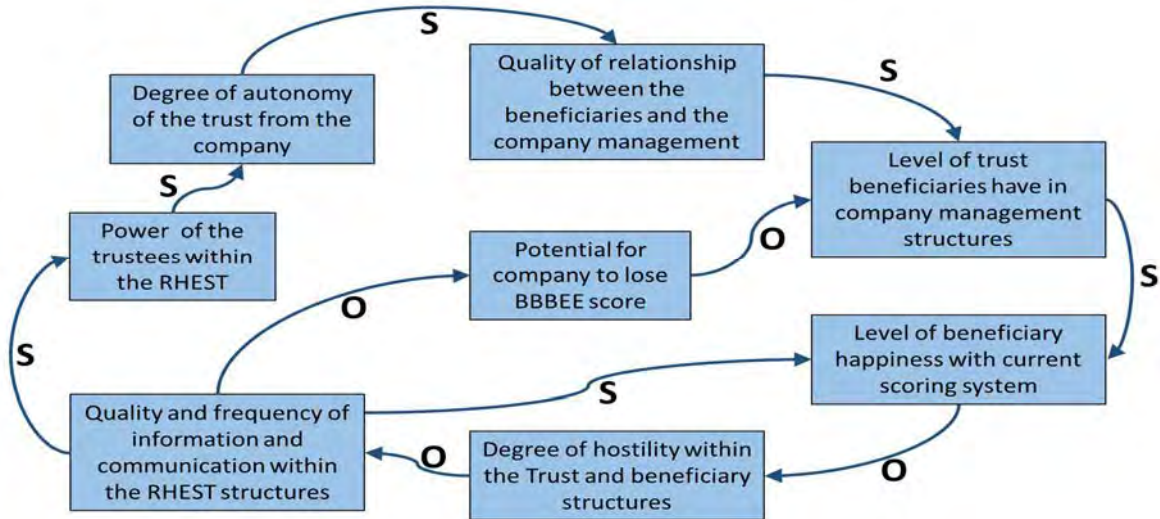 S
Degree of autonomy
of the trust from the
company
Quality of relationship
between the
beneficiaries and the
company management
S
S
Power of the
trustees within
the RHEST
Level of trust
beneficiaries have in
company management
structures
Potential for
company to lose
BBBEE score
O
O
S
S
Level of beneficiary
happiness with current
scoring system
S
Quality and frequency of
information and
communication within
the RHEST structures
O
Degree of hostility within
the Trust and beneficiary
structures
O